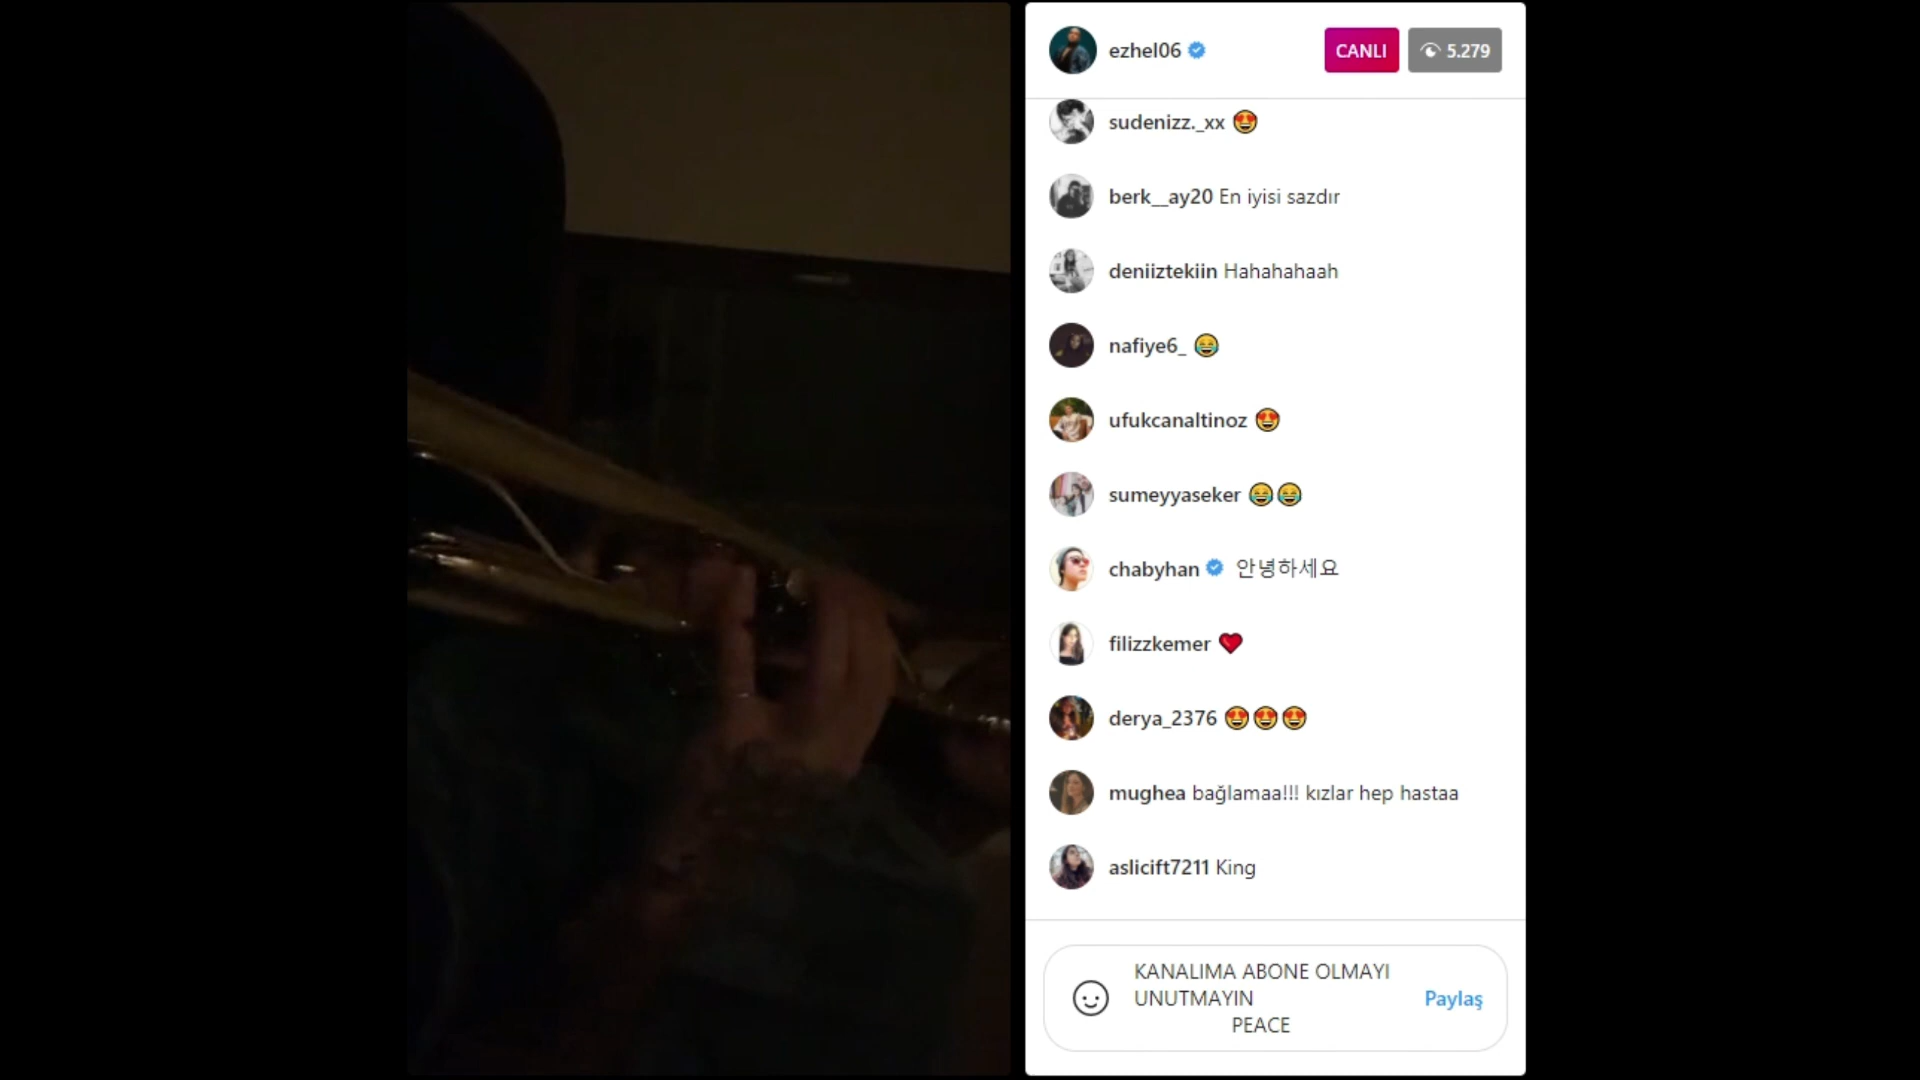 ezhel06 CANLI 5.279
sudenizz._xx 😍
berk__ay20 En iyisi sazdır
deniiztekiin Hahahahaah
nafiye6_ 😂
ufukcanaltinoz 😍
sumeyyaseker 😂😂
chabyhan 안녕하세요
filizzkemer ❤️
derya_2376 😍😍😍
mughea bağlamaa!!! kızlar hep hastaa
aslicift7211 King
KANALIMA ABONE OLMAYI
UNUTMAYIN
PEACE
Paylaş